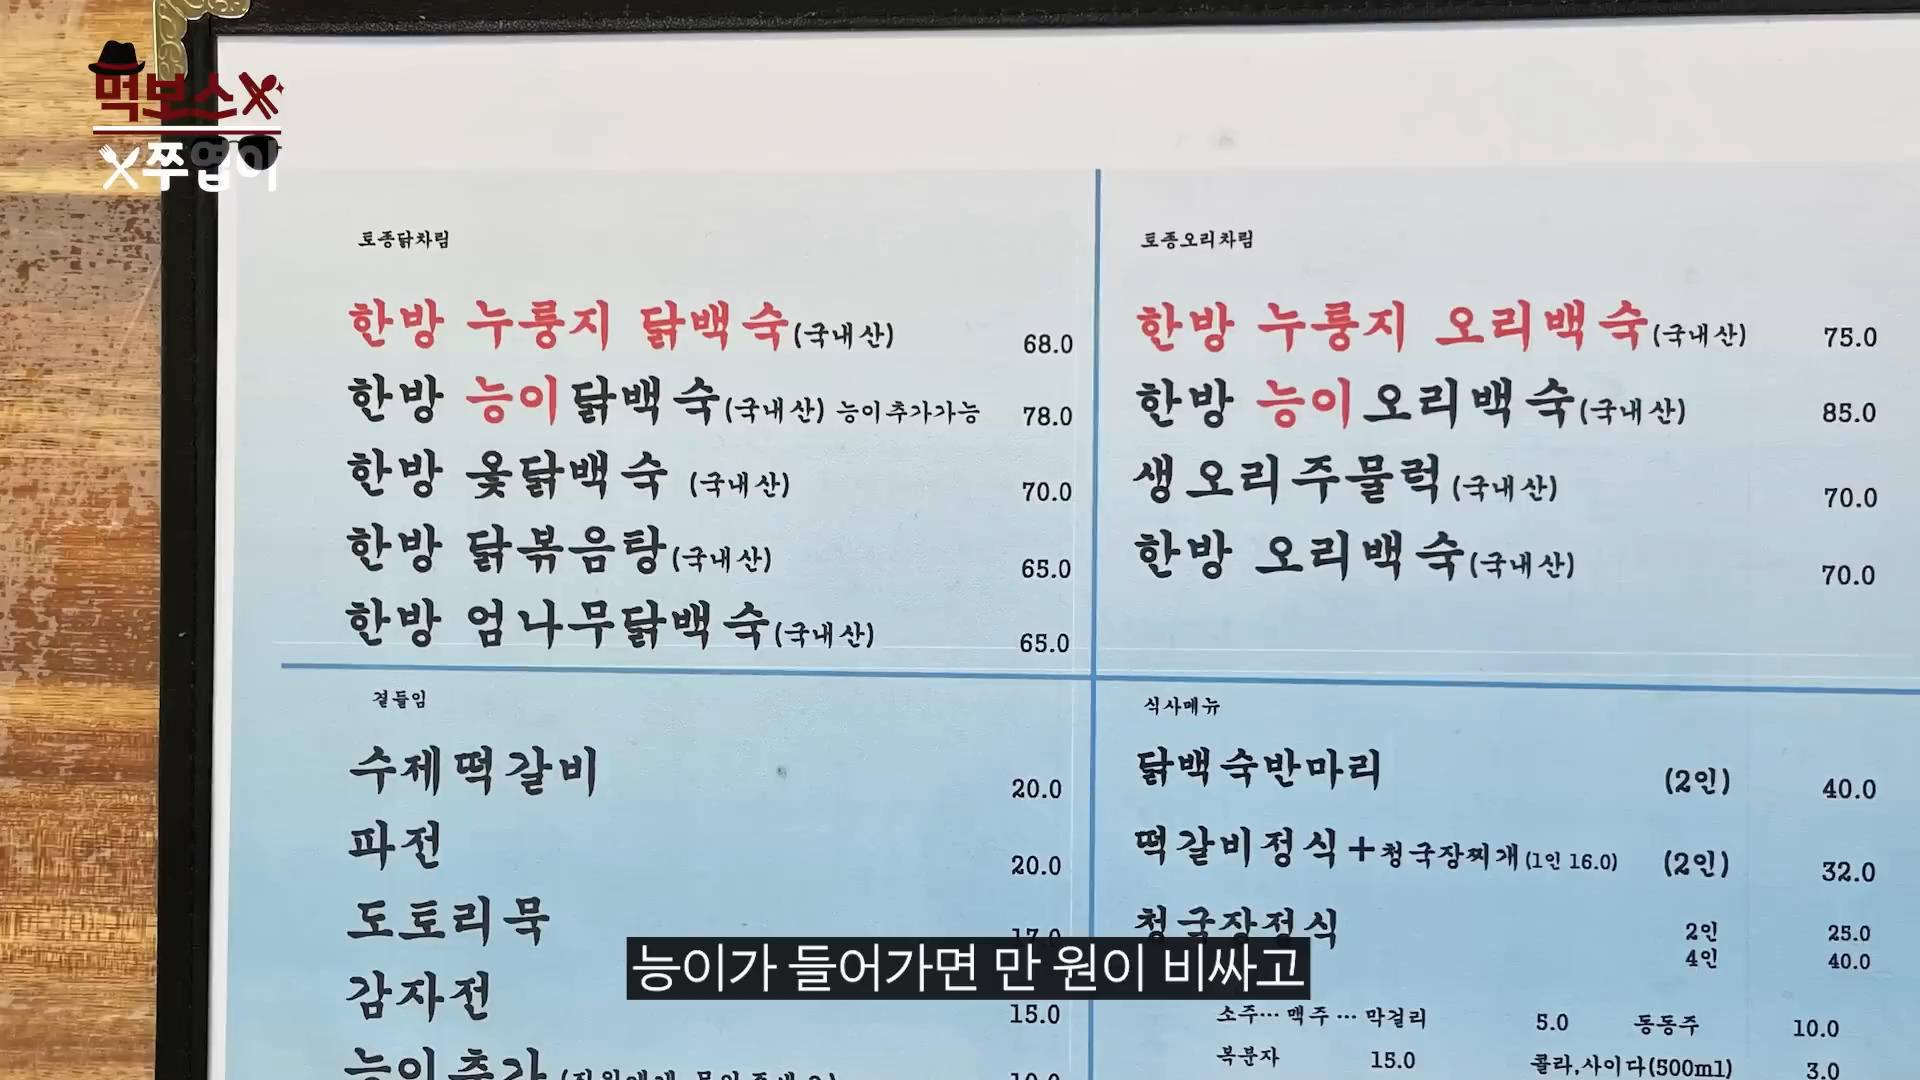 먹보스
쭈엽이
토종닭차림
한방 누룽지 닭백숙(국내산) 68.0
한방 능이닭백숙(국내산) 능이추가가능 78.0
한방 옻닭백숙 (국내산) 70.0
한방 닭볶음탕(국내산) 65.0
한방 엄나무닭백숙(국내산) 65.0
토종오리차림
한방 누룽지 오리백숙(국내산) 75.0
한방 능이오리백숙(국내산) 85.0
생오리주물럭(국내산) 70.0
한방 오리백숙(국내산) 70.0
곁들임
수제떡갈비 20.0
파전 20.0
도토리묵 17.0
감자전 15.0
능이추가
식사메뉴
닭백숙반마리 (2인) 40.0
떡갈비정식+청국장찌개(1인 16.0) (2인) 32.0
청국장정식 2인 25.0
4인 40.0
소주… 맥주 … 막걸리 5.0 동동주 10.0
복분자 15.0 콜라,사이다(500ml) 3.0
능이가 들어가면 만 원이 비싸고